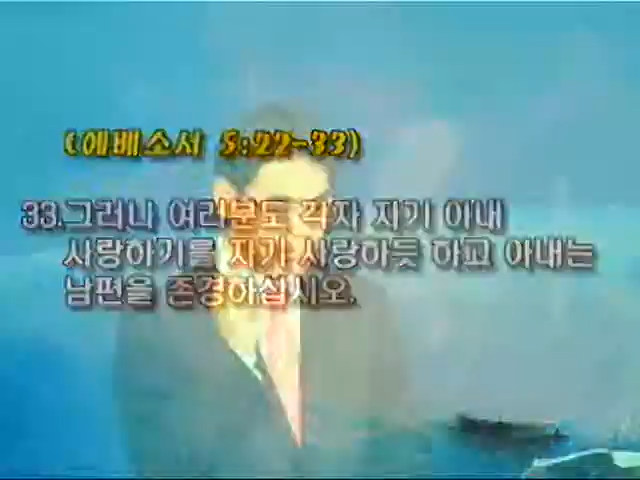 (에베소서 5:22-33)
33.그러나 여러분도 각자 자기 아내
사랑하기를 자기 사랑하듯 하고 아내는
남편을 존경하십시오.